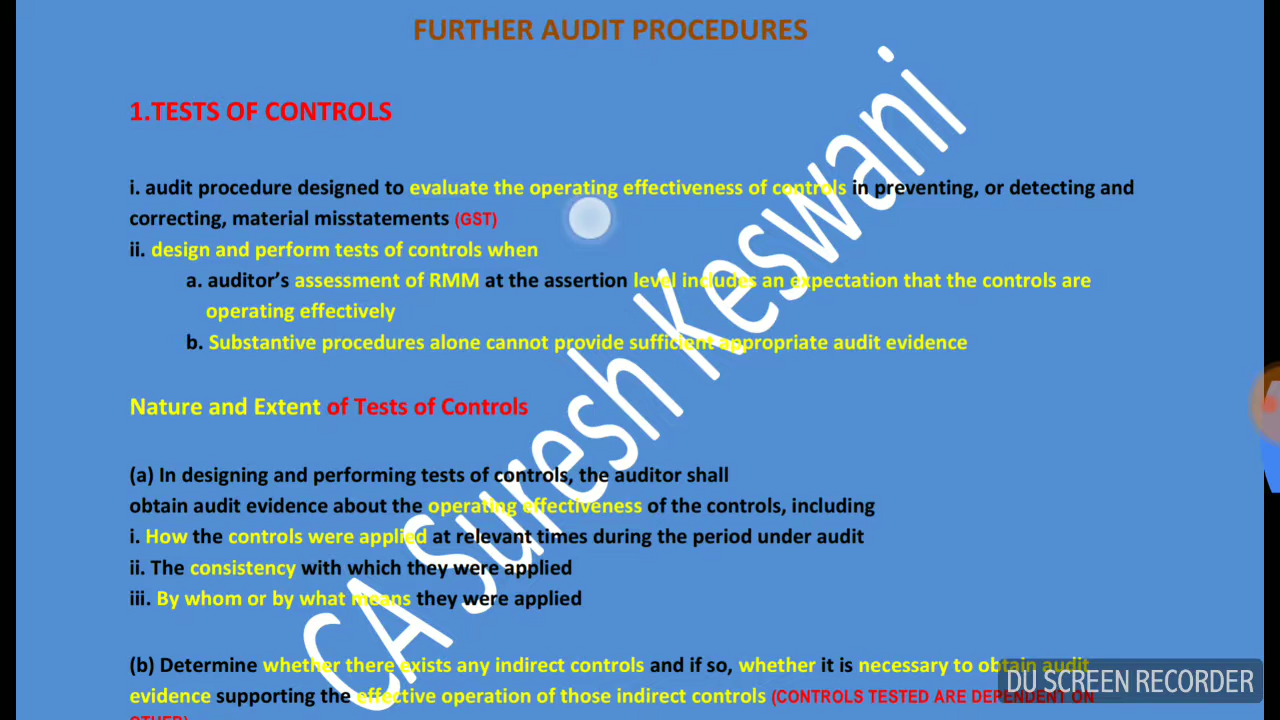 FURTHER AUDIT PROCEDURES
1.TESTS OF CONTROLS
i. audit procedure designed to evaluate the operating effectiveness of controls in preventing, or detecting and
correcting, material misstatements (GST)
ii. design and perform tests of controls when
a. auditor's assessment of RMM at the assertion level includes an expectation that the controls are
operating effectively
b. Substantive procedures alone cannot provide sufficient appropriate audit evidence
Nature and Extent of Tests of Controls
(a) In designing and performing tests of controls, the auditor shall
obtain audit evidence about the operating effectiveness of the controls, including
i. How the controls were applied at relevant times during the period under audit
ii. The consistency with which they were applied
iii. By whom or by what means they were applied
(b) Determine whether there exists any indirect controls and if so, whether it is necessary to obtain audit
evidence supporting the effective operation of those indirect controls (CONTROLS TESTED ARE DEPENDENT ON
OTHER)
CA Suresh Keswani
DU SCREEN RECORDER